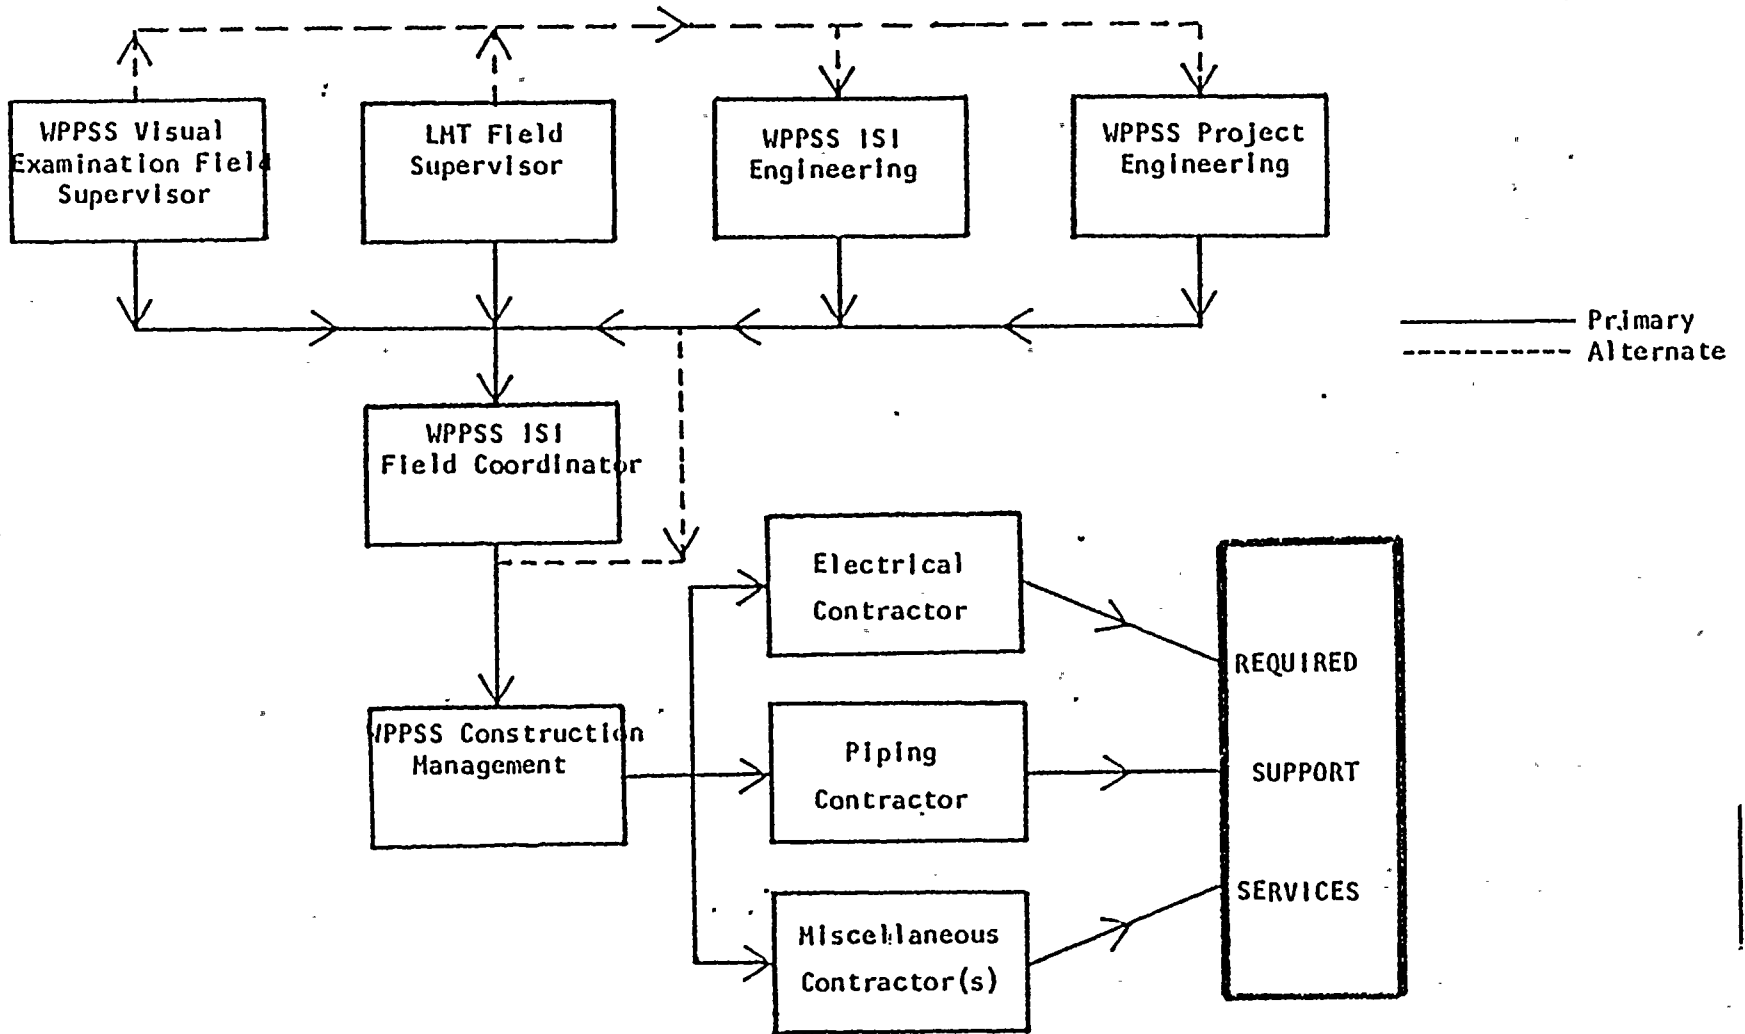 WPPSS Visual
Examination Field
Supervisor
LMT Field
Supervisor
WPPSS ISI
Engineering
WPPSS Project
Engineering
Primary
Alternate
WPPSS ISI
Field Coordinator
Electrical
Contractor
REQUIRED
WPPSS Construction
Management
Piping
Contractor
SUPPORT
SERVICES
Miscellaneous
Contractor(s)